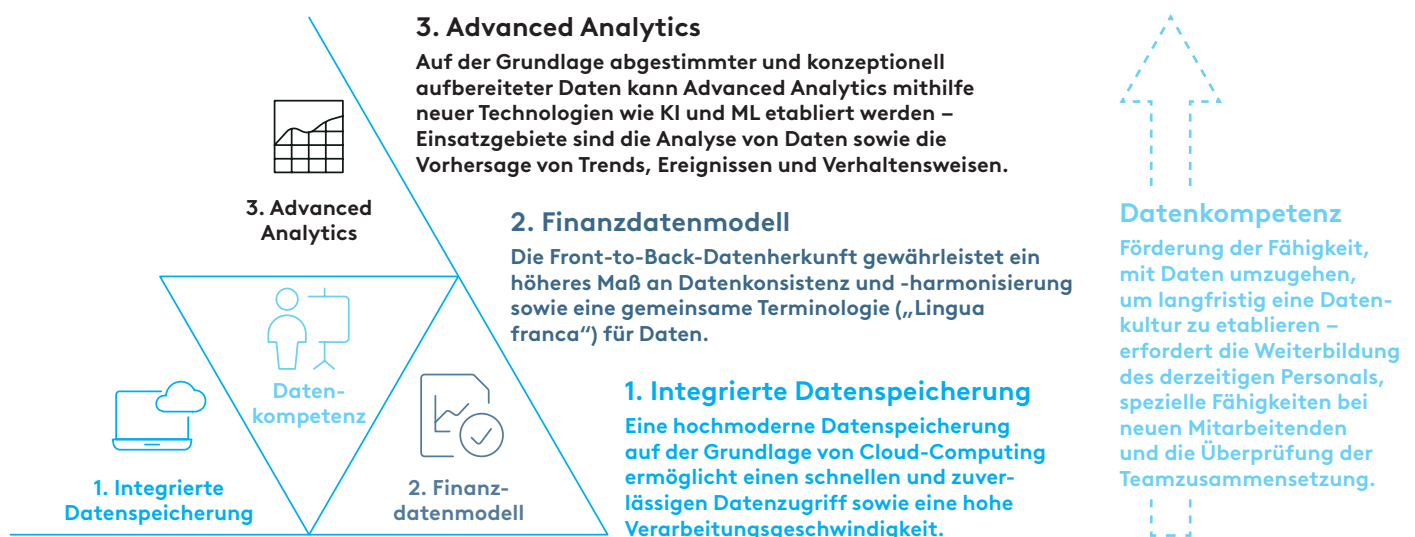 3. Advanced Analytics
Auf der Grundlage abgestimmter und konzeptionell
aufbereiteter Daten kann Advanced Analytics mithilfe
neuer Technologien wie KI und ML etabliert werden –
Einsatzgebiete sind die Analyse von Daten sowie die
Vorhersage von Trends, Ereignissen und Verhaltensweisen.
3. Advanced
Analytics
2. Finanzdatenmodell
Die Front-to-Back-Datenherkunft gewährleistet ein
höheres Maß an Datenkonsistenz und -harmonisierung
sowie eine gemeinsame Terminologie („Lingua
franca“) für Daten.
Daten-
kompetenz
1. Integrierte
Datenspeicherung
2. Finanz-
datenmodell
1. Integrierte Datenspeicherung
Eine hochmoderne Datenspeicherung
auf der Grundlage von Cloud-Computing
ermöglicht einen schnellen und zuver-
lässigen Datenzugriff sowie eine hohe
Verarbeitungsgeschwindigkeit.
Datenkompetenz
Förderung der Fähigkeit,
mit Daten umzugehen,
um langfristig eine Daten-
kultur zu etablieren –
erfordert die Weiterbildung
des derzeitigen Personals,
spezielle Fähigkeiten bei
neuen Mitarbeitenden
und die Überprüfung der
Teamzusammensetzung.